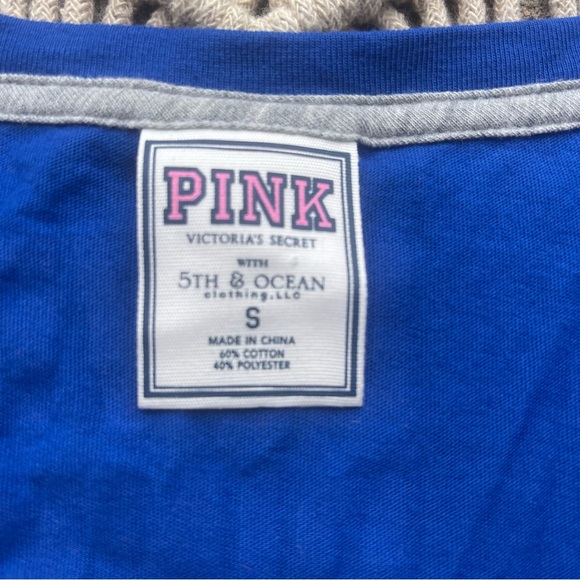 PINK
VICTORIA'S SECRET
WITH
5TH & OCEAN
clothing, LLC
S
MADE IN CHINA
60% COTTON
40% POLYESTER